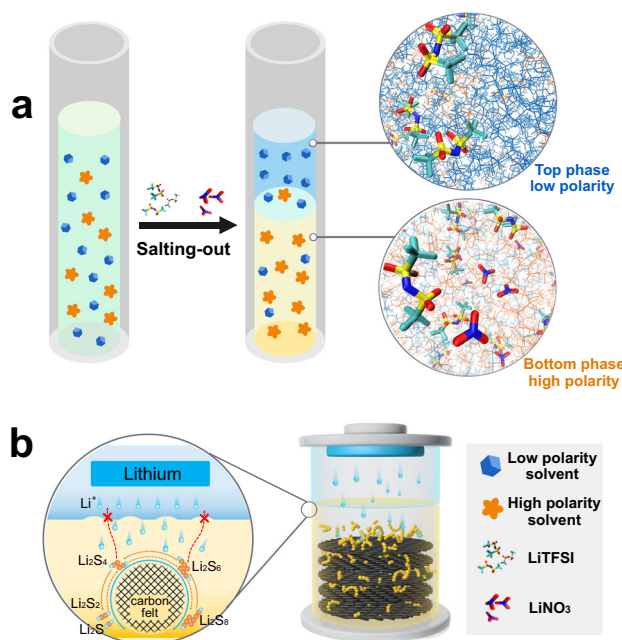 a
Salting-out
Top phase
low polarity
Bottom phase
high polarity
b
Lithium
Li⁺
Li₂S₄
Li₂S₆
Li₂S₂
Li₂S
Li₂S₈
carbon
felt
Low polarity
solvent
High polarity
solvent
LiTFSI
LiNO₃